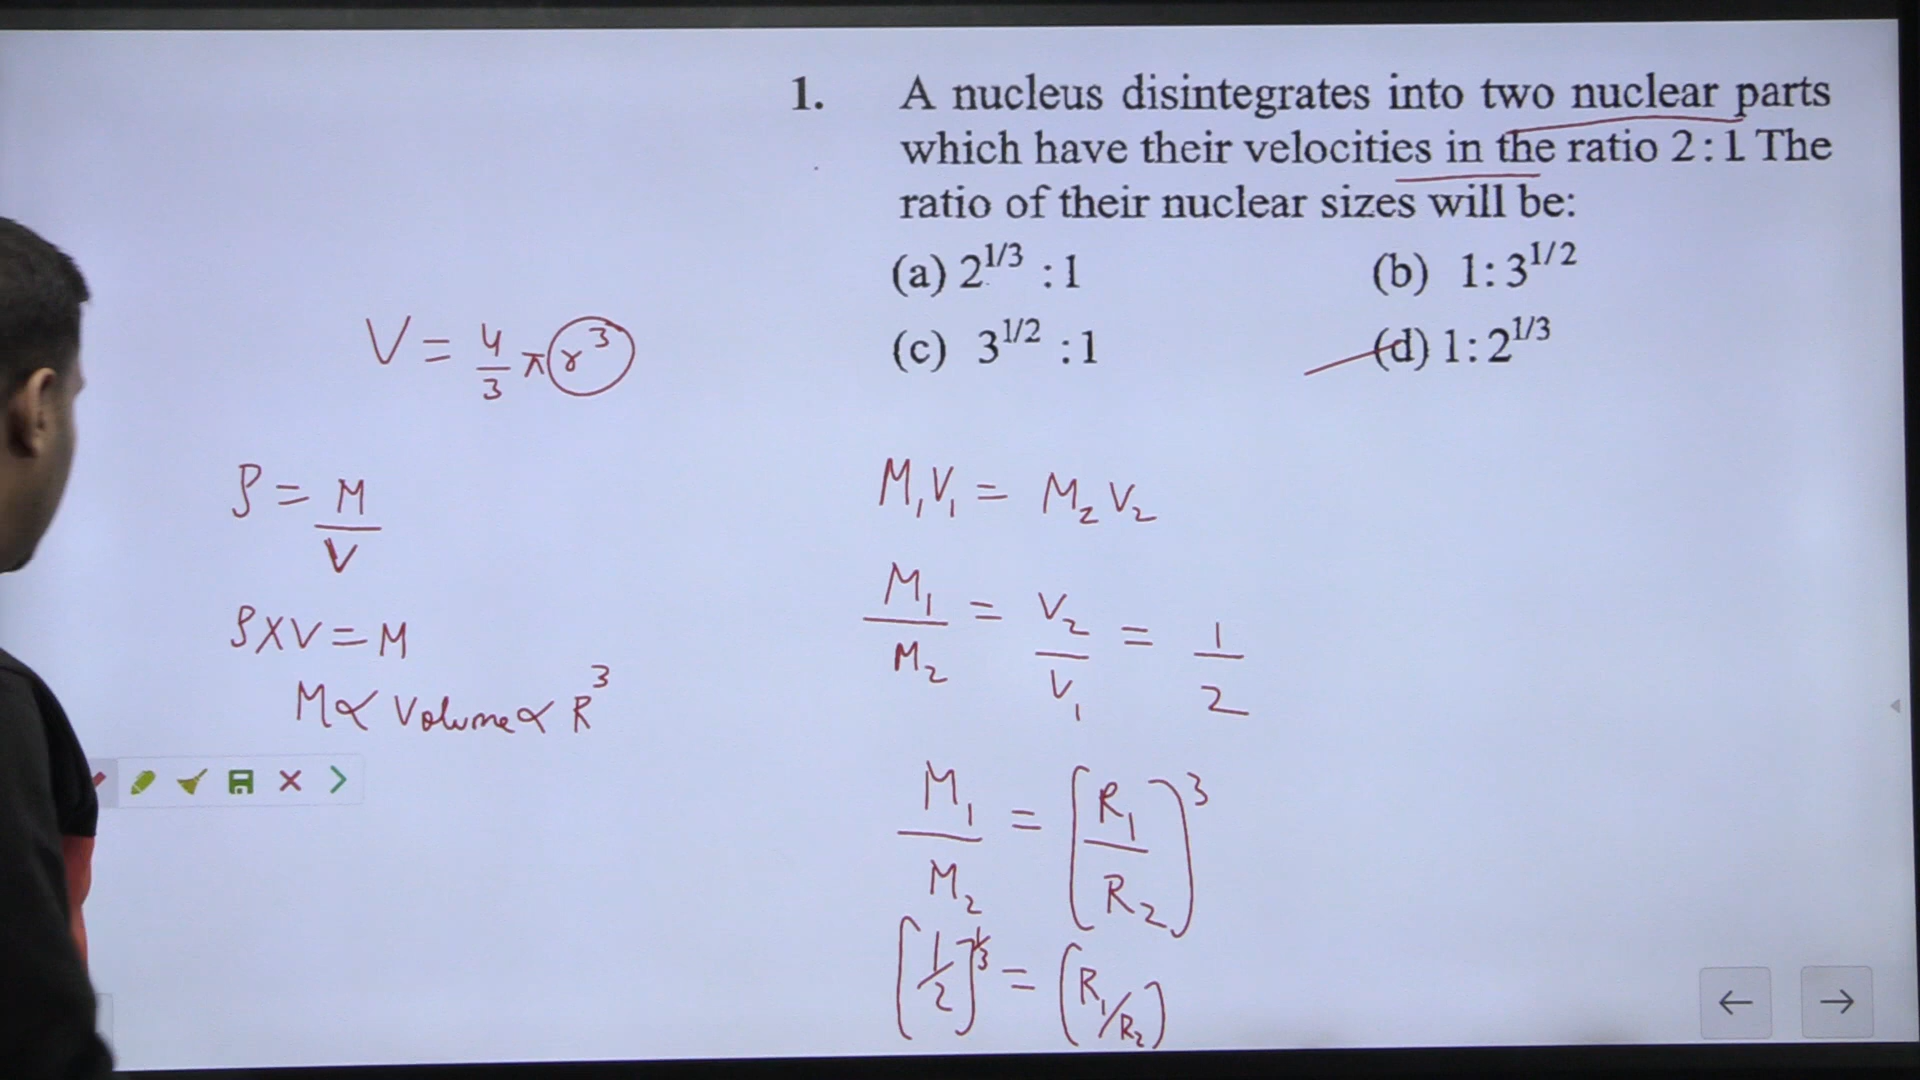 1. A nucleus disintegrates into two nuclear parts
which have their velocities in the ratio 2 : 1 The
ratio of their nuclear sizes will be:
(a) 2^{1/3} : 1 (b) 1 : 3^{1/2}
(c) 3^{1/2} : 1 (d) 1 : 2^{1/3}
V = 4/3 π r^3
ρ = M/V
ρ X V = M
M ∝ Volume ∝ R^3
M₁V₁ = M₂V₂
M₁/M₂ = V₂/V₁ = 1/2
M₁/M₂ = [R₁/R₂]^3
[1/2]^{1/3} = (R₁/R₂)